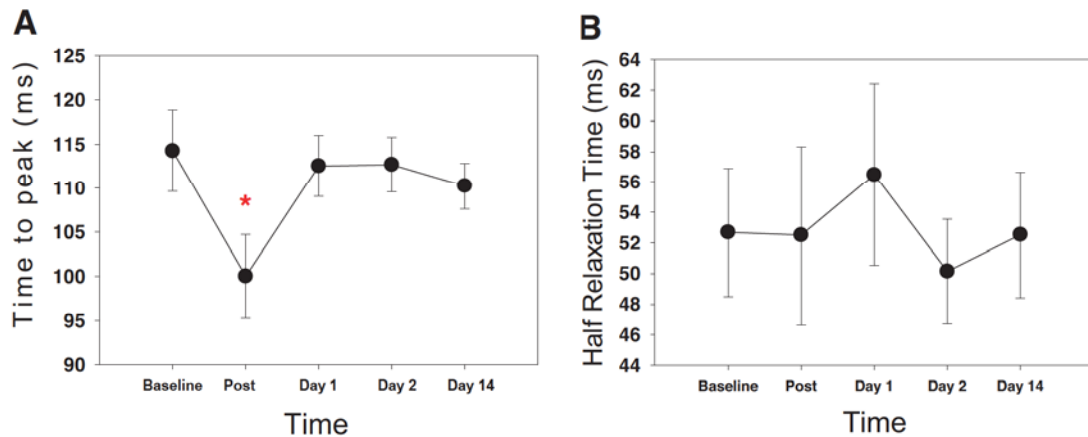 A
Time to peak (ms)
125
120
115
110
105
100
95
90
*
Baseline Post Day 1 Day 2 Day 14
Time
B
Half Relaxation Time (ms)
64
62
60
58
56
54
52
50
48
46
44
Baseline Post Day 1 Day 2 Day 14
Time